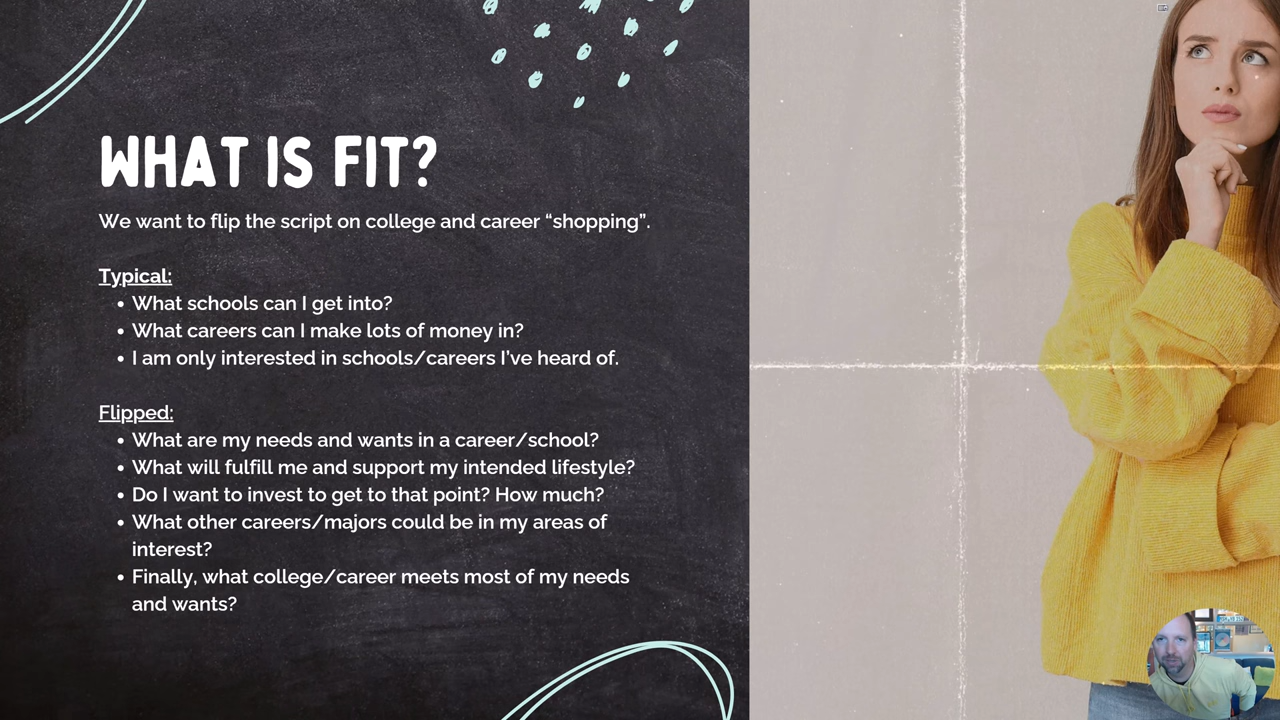 WHAT IS FIT?
We want to flip the script on college and career “shopping”.
Typical:
• What schools can I get into?
• What careers can I make lots of money in?
• I am only interested in schools/careers I’ve heard of.
Flipped:
• What are my needs and wants in a career/school?
• What will fulfill me and support my intended lifestyle?
• Do I want to invest to get to that point? How much?
• What other careers/majors could be in my areas of
interest?
• Finally, what college/career meets most of my needs
and wants?